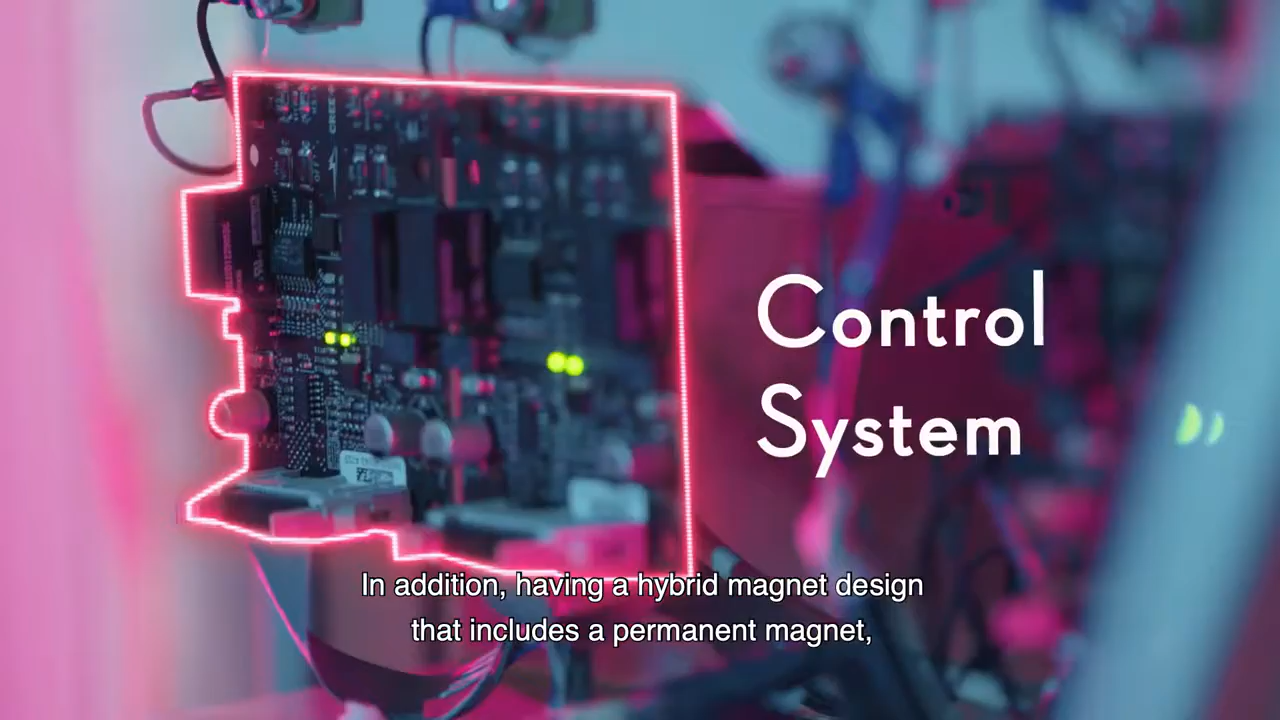 Control
System
In addition, having a hybrid magnet design
that includes a permanent magnet,